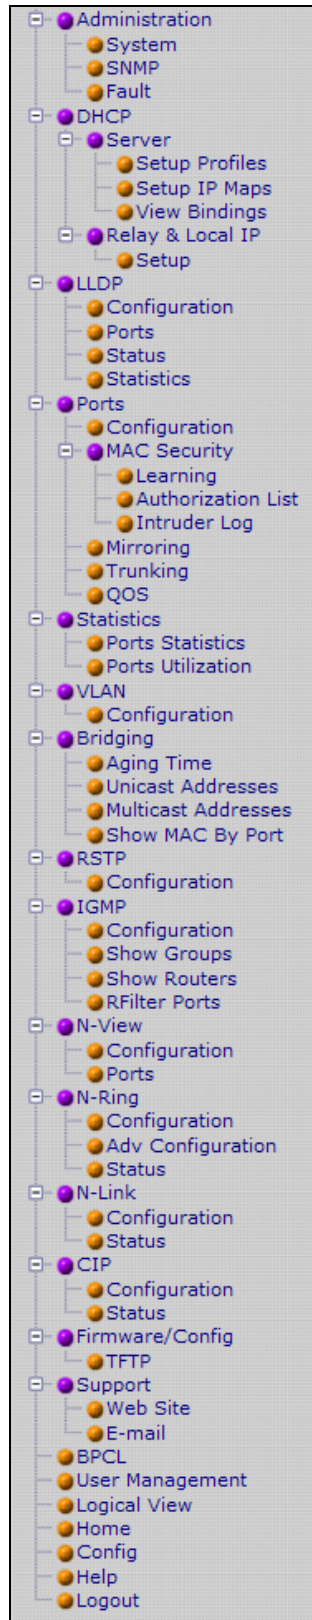 Administration
System
SNMP
Fault
DHCP
Server
Setup Profiles
Setup IP Maps
View Bindings
Relay & Local IP
Setup
LLDP
Configuration
Ports
Status
Statistics
Ports
Configuration
MAC Security
Learning
Authorization List
Intruder Log
Mirroring
Trunking
QOS
Statistics
Ports Statistics
Ports Utilization
VLAN
Configuration
Bridging
Aging Time
Unicast Addresses
Multicast Addresses
Show MAC By Port
RSTP
Configuration
IGMP
Configuration
Show Groups
Show Routers
RFilter Ports
N-View
Configuration
Ports
N-Ring
Configuration
Adv Configuration
Status
N-Link
Configuration
Status
CIP
Configuration
Status
Firmware/Config
TFTP
Support
Web Site
E-mail
BPCL
User Management
Logical View
Home
Config
Help
Logout